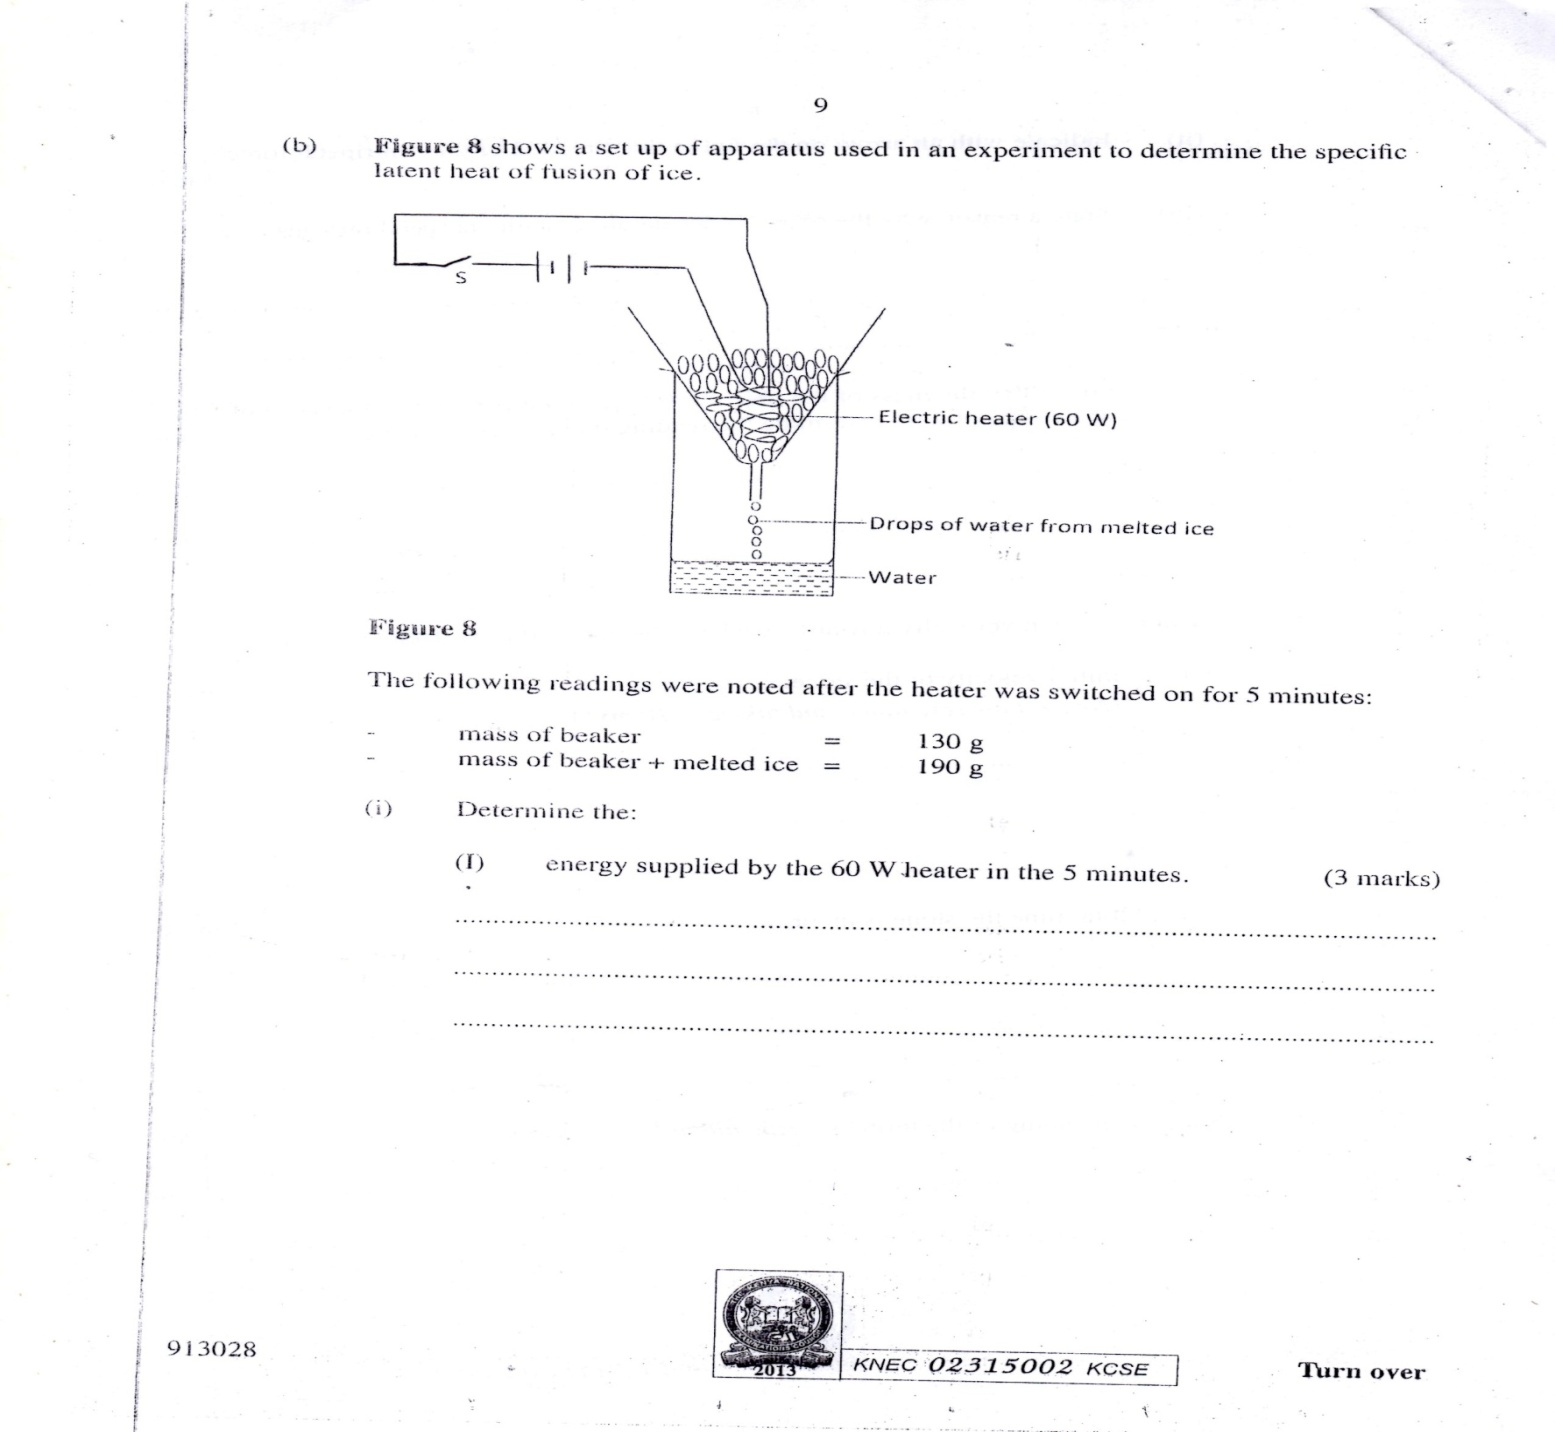 9
(b) Figure 8 shows a set up of apparatus used in an experiment to determine the specific
latent heat of fusion of ice.
S
Electric heater (60 W)
Drops of water from melted ice
Water
Figure 8
The following readings were noted after the heater was switched on for 5 minutes:
- mass of beaker = 130 g
- mass of beaker + melted ice = 190 g
(i) Determine the:
(I) energy supplied by the 60 W heater in the 5 minutes. (3 marks)
2013
KNEC 02315002 KCSE
913028
Turn over